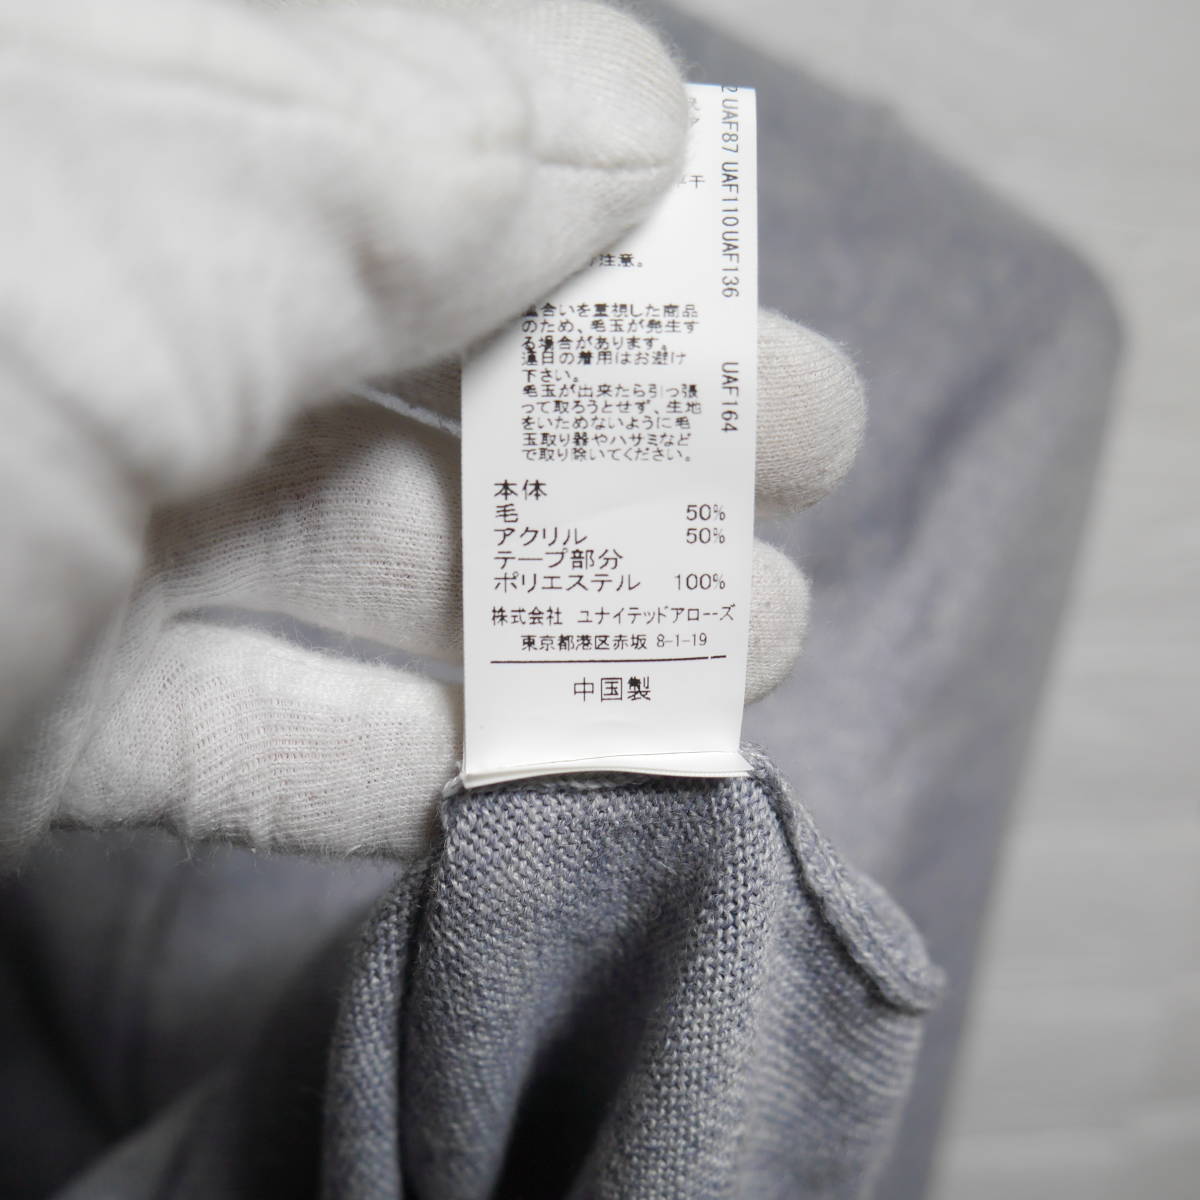 UAF87 UAF110 UAF136
UAF164
注意。
合いを重視した商品
のため、毛玉が発生す
る場合があります。
連日の着用はお避け
下さい。
毛玉が出来たら引っ張
って取ろうとせず、生地
をいためないように毛
玉取り器やハサミなど
で取り除いてください。
本体
毛 50%
アクリル 50%
テープ部分
ポリエステル 100%
株式会社 ユナイテッドアローズ
東京都港区赤坂 8-1-19
中国製